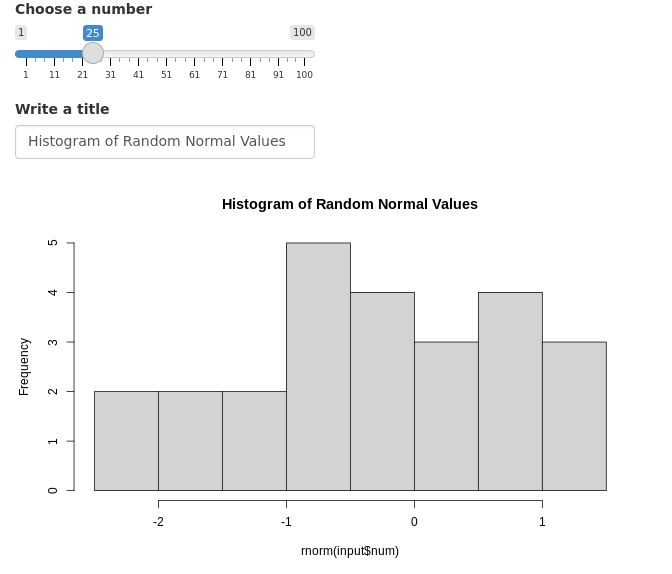 Choose a number
1 25 100
1 11 21 31 41 51 61 71 81 91 100
Write a title
Histogram of Random Normal Values
Histogram of Random Normal Values
5
4
3
2
1
0
Frequency
-2 -1 0 1
rnorm(input$num)